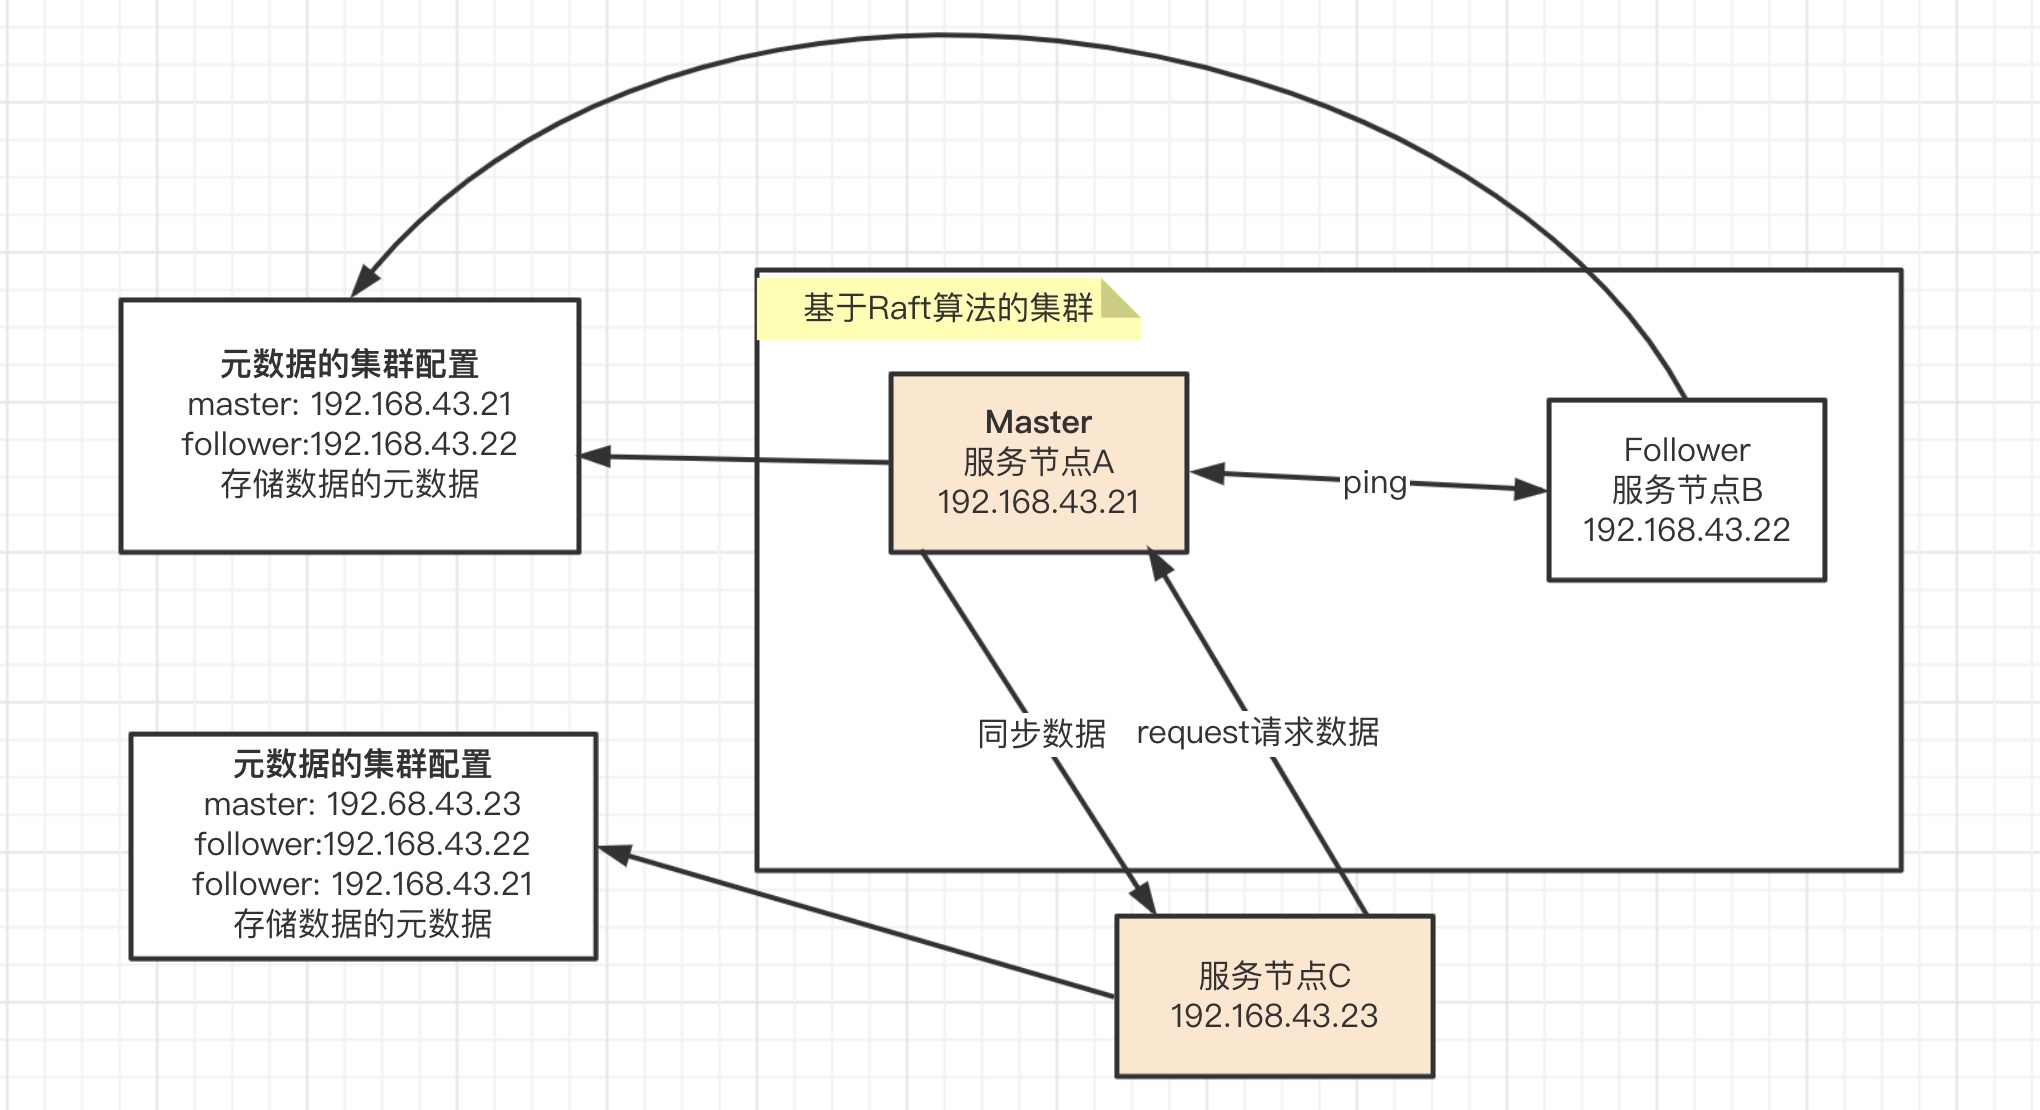 基于Raft算法的集群
元数据的集群配置
master: 192.168.43.21
follower:192.168.43.22
存储数据的元数据
Master
服务节点A
192.168.43.21
ping
Follower
服务节点B
192.168.43.22
同步数据
request请求数据
元数据的集群配置
master: 192.68.43.23
follower:192.168.43.22
follower: 192.168.43.21
存储数据的元数据
服务节点C
192.168.43.23